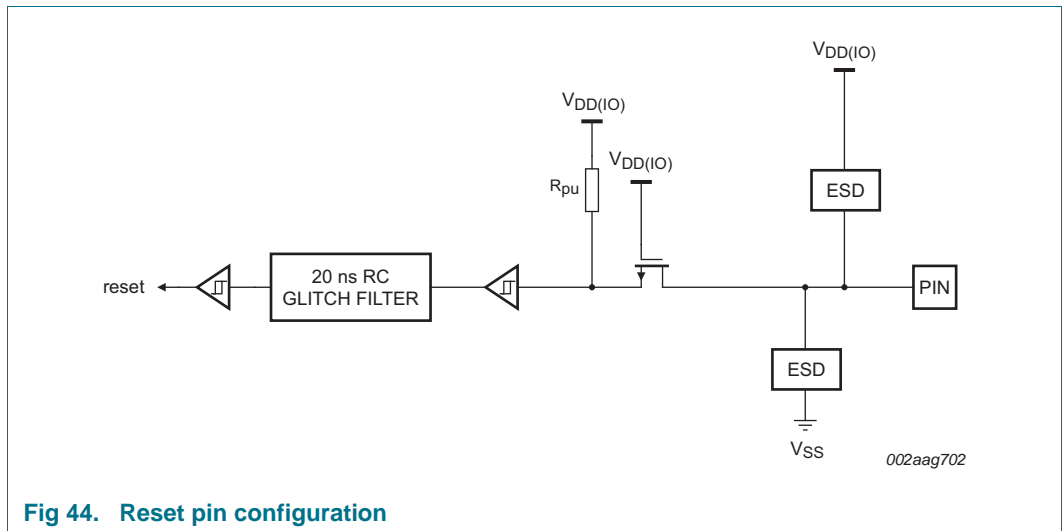 VDD(IO)
VDD(IO)
VDD(IO)
Rpu
ESD
reset
20 ns RC
GLITCH FILTER
PIN
ESD
VSS
002aag702
Fig 44. Reset pin configuration